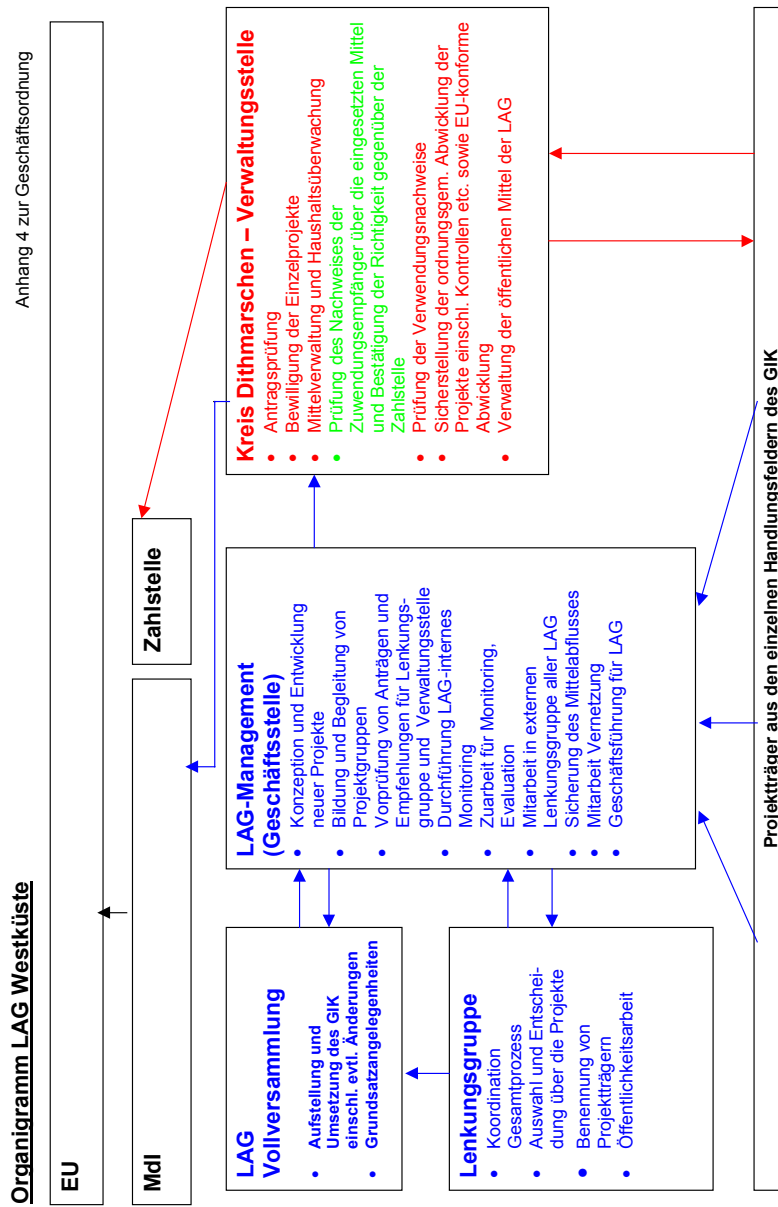 Organigramm LAG Westküste
Anhang 4 zur Geschäftsordnung
EU
MdI
Zahlstelle
LAG
Vollversammlung
• Aufstellung und
Umsetzung des GIK
einschl. evtl. Änderungen
• Grundsatzangelegenheiten
Lenkungsgruppe
• Koordination
Gesamtprozess
• Auswahl und Entschei-
dung über die Projekte
• Benennung von
Projektträgern
• Öffentlichkeitsarbeit
LAG-Management
(Geschäftsstelle)
• Konzeption und Entwicklung
neuer Projekte
• Bildung und Begleitung von
Projektgruppen
• Vorprüfung von Anträgen und
Empfehlungen für Lenkungs-
gruppe und Verwaltungsstelle
• Durchführung LAG-internes
Monitoring
• Zuarbeit für Monitoring,
Evaluation
• Mitarbeit in externen
Lenkungsgruppe aller LAG
• Sicherung des Mittelabflusses
• Mitarbeit Vernetzung
• Geschäftsführung für LAG
Kreis Dithmarschen – Verwaltungsstelle
• Antragsprüfung
• Bewilligung der Einzelprojekte
• Mittelverwaltung und Haushaltsüberwachung
• Prüfung des Nachweises der
Zuwendungsempfänger über die eingesetzten Mittel
und Bestätigung der Richtigkeit gegenüber der
Zahlstelle
• Prüfung der Verwendungsnachweise
• Sicherstellung der ordnungsgem. Abwicklung der
Projekte einschl. Kontrollen etc. sowie EU-konforme
Abwicklung
• Verwaltung der öffentlichen Mittel der LAG
Projektträger aus den einzelnen Handlungsfeldern des GIK